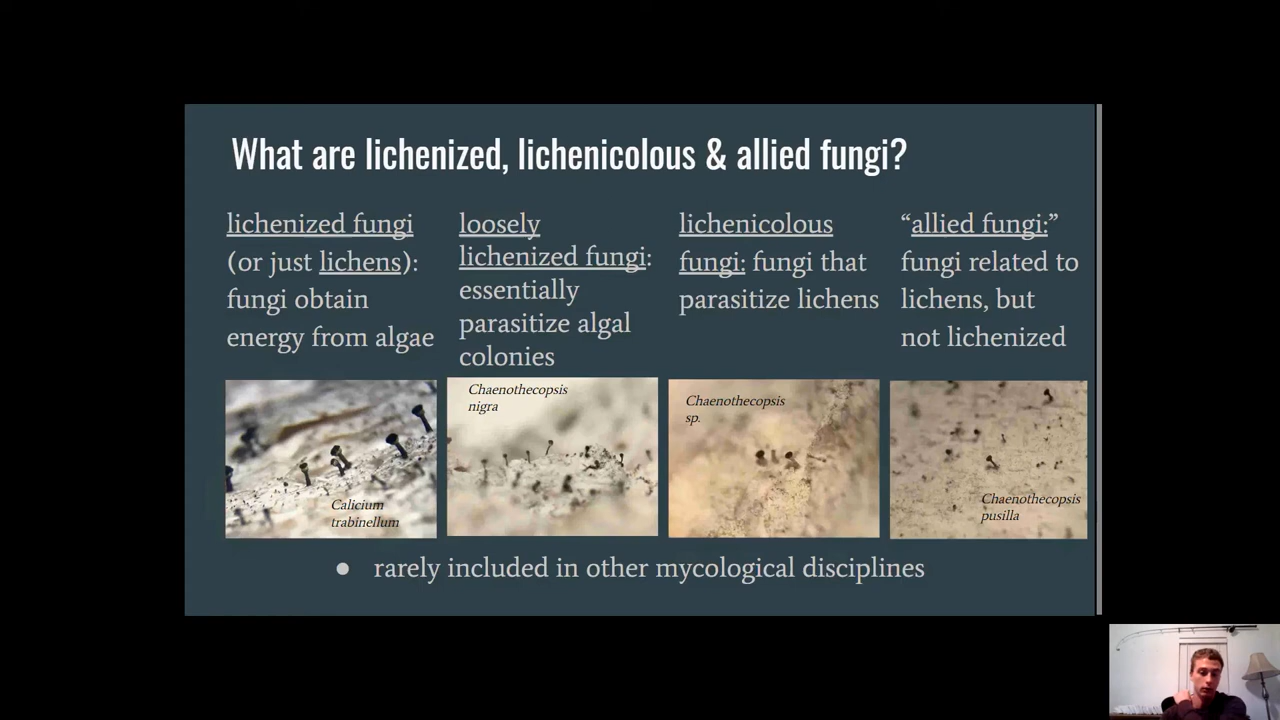 What are lichenized, lichenicolous & allied fungi?
lichenized fungi
(or just lichens):
fungi obtain
energy from algae
loosely
lichenized fungi:
essentially
parasitize algal
colonies
lichenicolous
fungi: fungi that
parasitize lichens
“allied fungi:”
fungi related to
lichens, but
not lichenized
Calicium
trabinellum
Chaenothecopsis
nigra
Chaenothecopsis
sp.
Chaenothecopsis
pusilla
● rarely included in other mycological disciplines